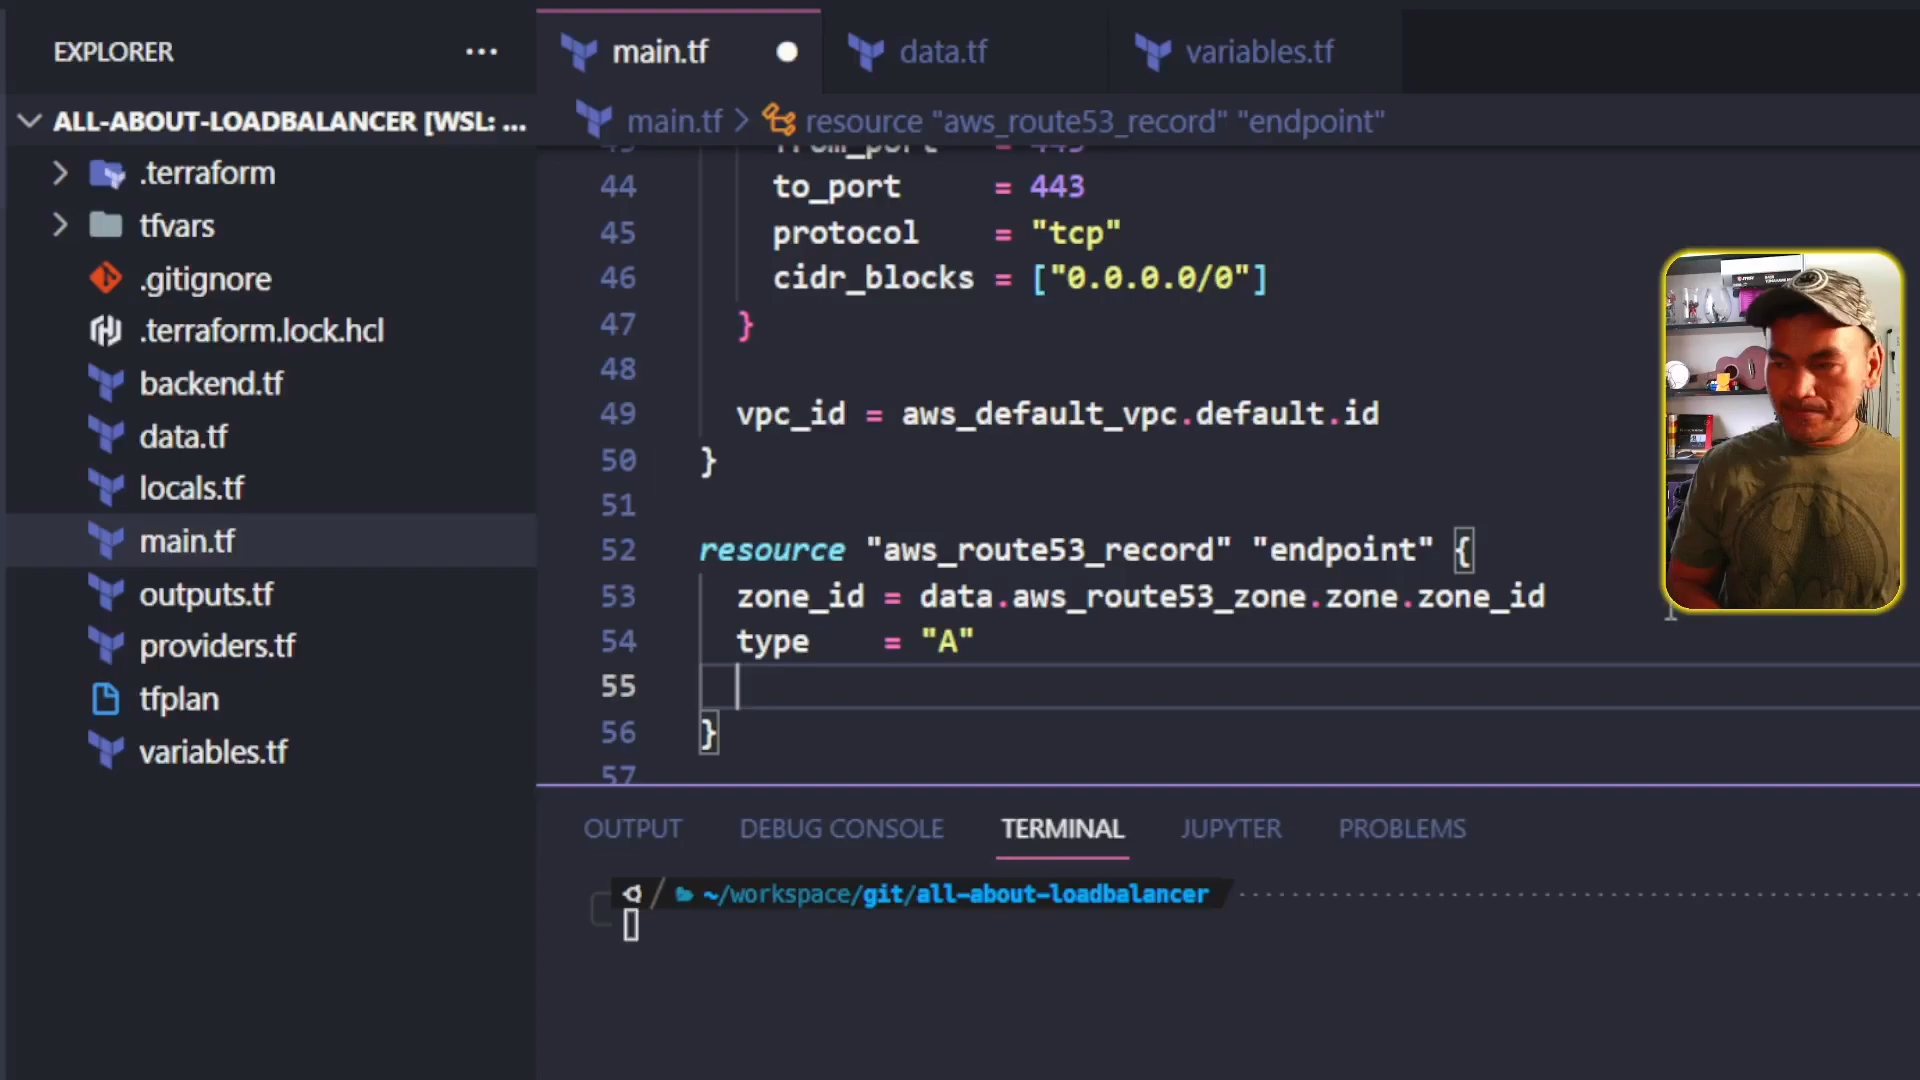 EXPLORER
ALL-ABOUT-LOADBALANCER [WSL: ...
.terraform
tfvars
.gitignore
.terraform.lock.hcl
backend.tf
data.tf
locals.tf
main.tf
outputs.tf
providers.tf
tfplan
variables.tf
main.tf
data.tf
variables.tf
main.tf > resource "aws_route53_record" "endpoint"
from_port = 443
44 to_port = 443
45 protocol = "tcp"
46 cidr_blocks = ["0.0.0.0/0"]
47 }
48
49 vpc_id = aws_default_vpc.default.id
50 }
51
52 resource "aws_route53_record" "endpoint" {
53 zone_id = data.aws_route53_zone.zone.zone_id
54 type = "A"
55
56 }
57
OUTPUT DEBUG CONSOLE TERMINAL JUPYTER PROBLEMS
~/workspace/git/all-about-loadbalancer